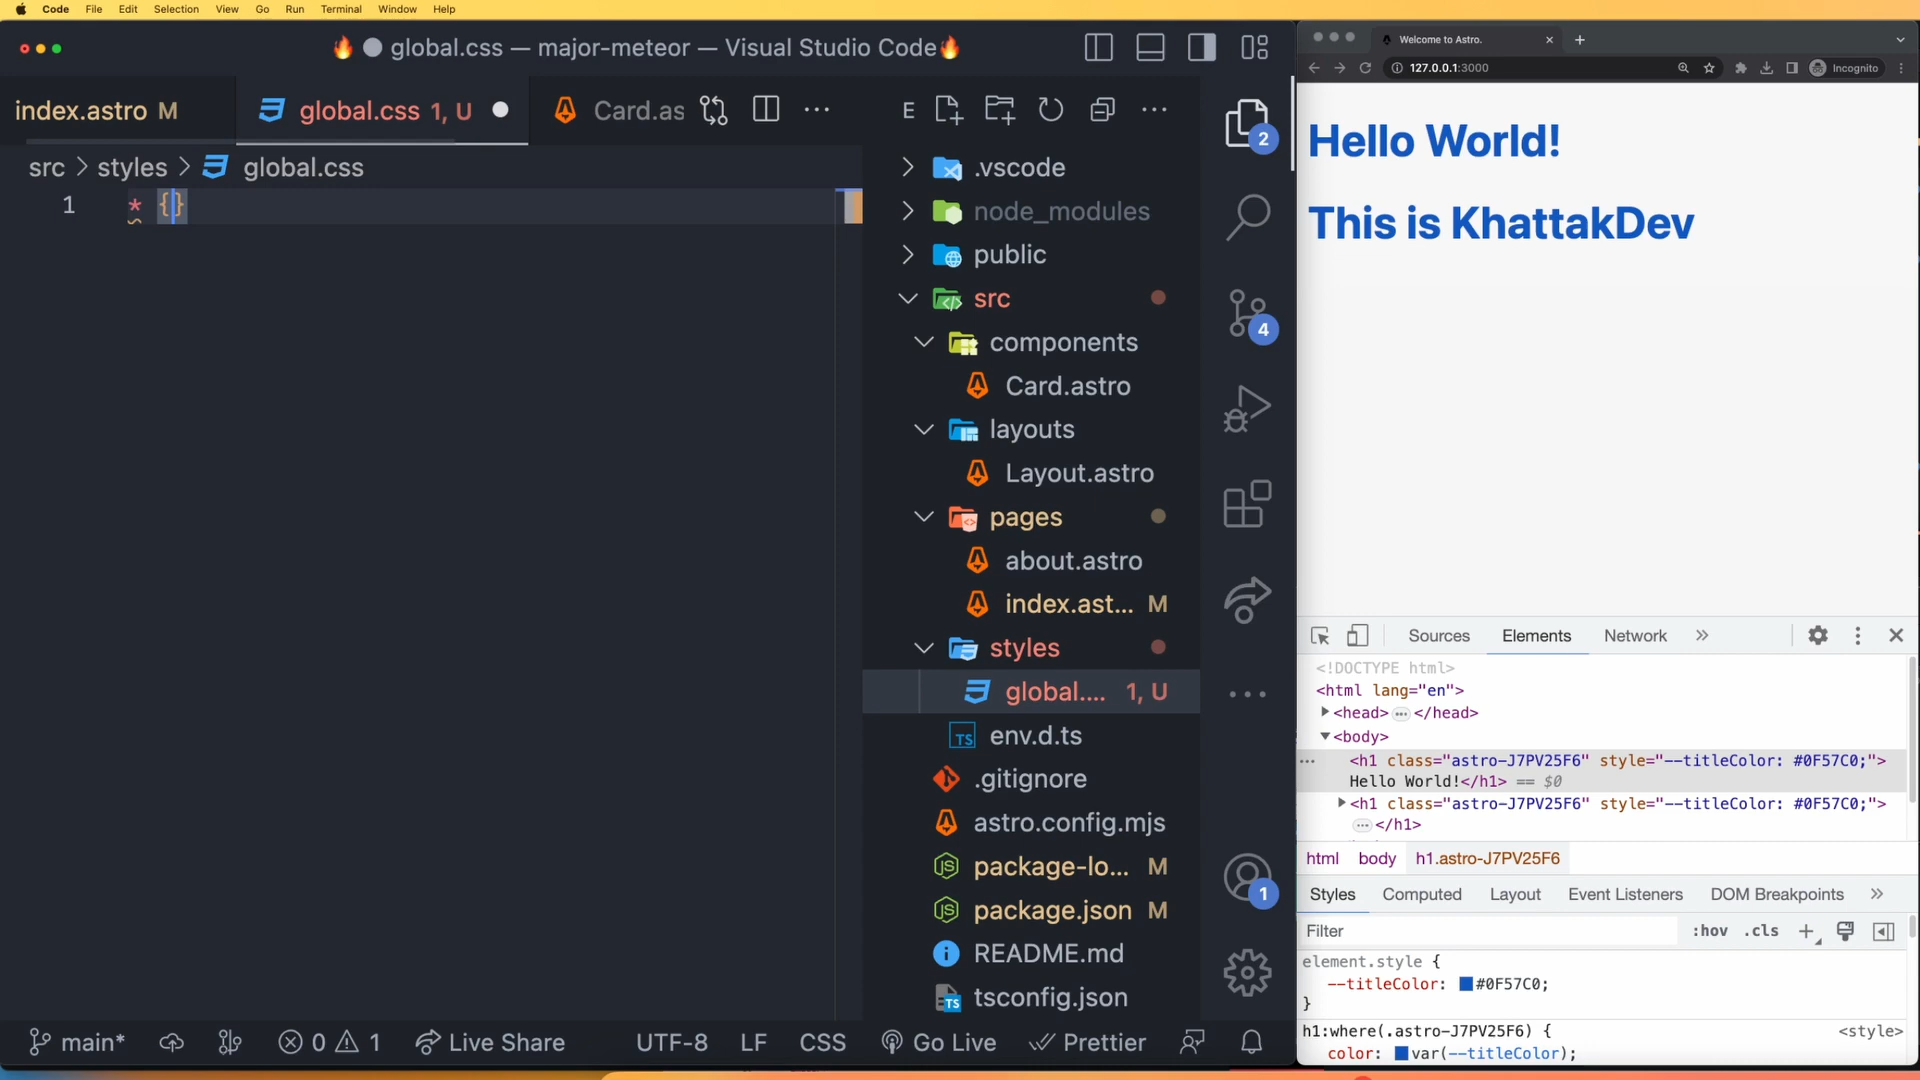 Code File Edit Selection View Go Run Terminal Window Help
🔥 ● global.css — major-meteor — Visual Studio Code🔥
index.astro M
global.css 1, U
Card.as
E
src > styles > global.css
1 * {}
.vscode
node_modules
public
src
components
Card.astro
layouts
Layout.astro
pages
about.astro
index.ast... M
styles
global.... 1, U
env.d.ts
.gitignore
astro.config.mjs
package-lo... M
package.json M
README.md
tsconfig.json
2
4
1
main* 0 1 Live Share UTF-8 LF CSS Go Live Prettier
Welcome to Astro.
127.0.0.1:3000
Incognito
Hello World!
This is KhattakDev
Sources Elements Network
<!DOCTYPE html>
<html lang="en">
<head> ... </head>
<body>
<h1 class="astro-J7PV25F6" style="--titleColor: #0F57C0;">
Hello World!</h1> == $0
<h1 class="astro-J7PV25F6" style="--titleColor: #0F57C0;">
... </h1>
html body h1.astro-J7PV25F6
Styles Computed Layout Event Listeners DOM Breakpoints
Filter :hov .cls
element.style {
--titleColor: #0F57C0;
}
h1:where(.astro-J7PV25F6) { <style>
color: var(--titleColor);